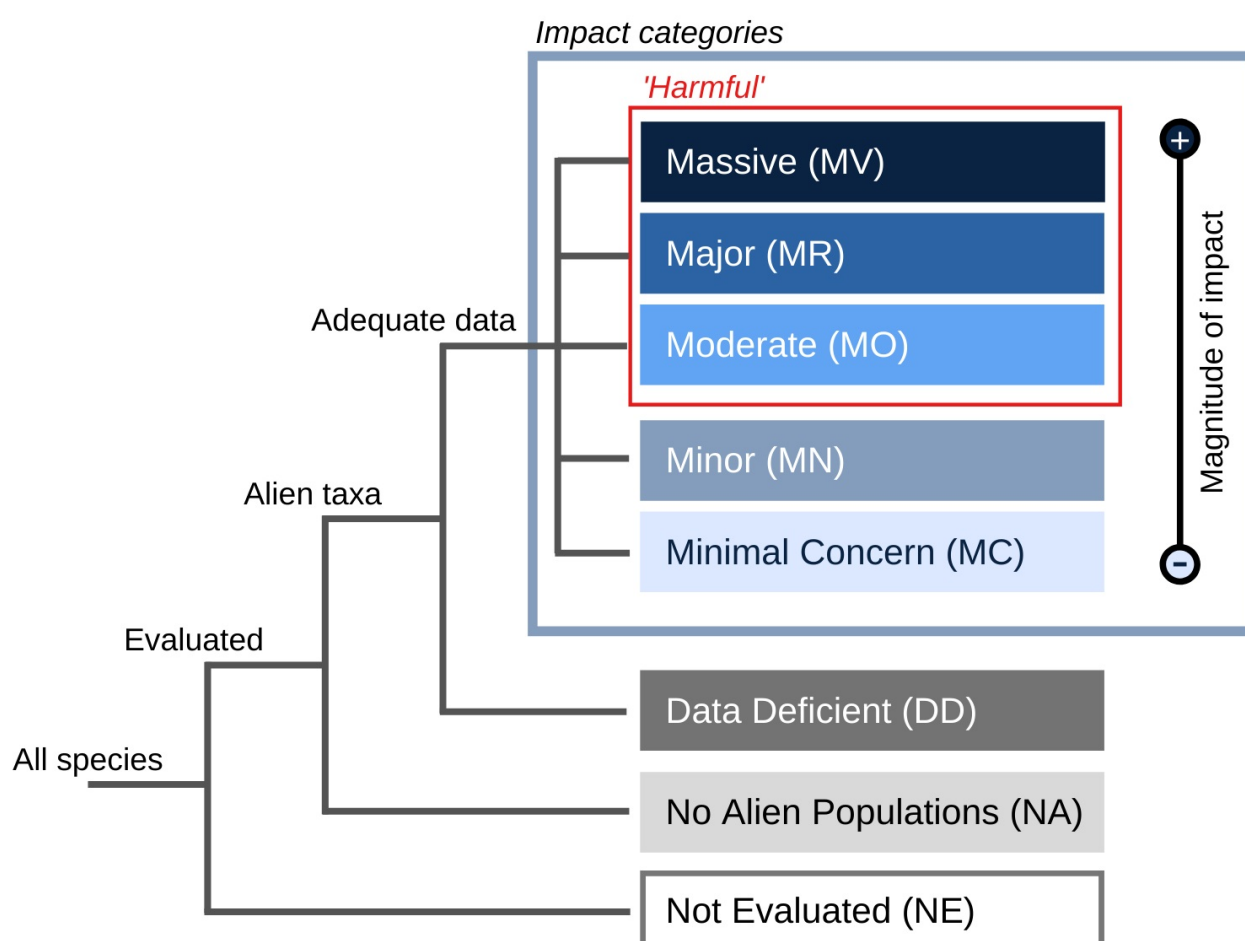 Impact categories
'Harmful'
Massive (MV)
+
Major (MR)
Magnitude of impact
Adequate data
Moderate (MO)
Minor (MN)
Alien taxa
Minimal Concern (MC)
-
Evaluated
Data Deficient (DD)
All species
No Alien Populations (NA)
Not Evaluated (NE)